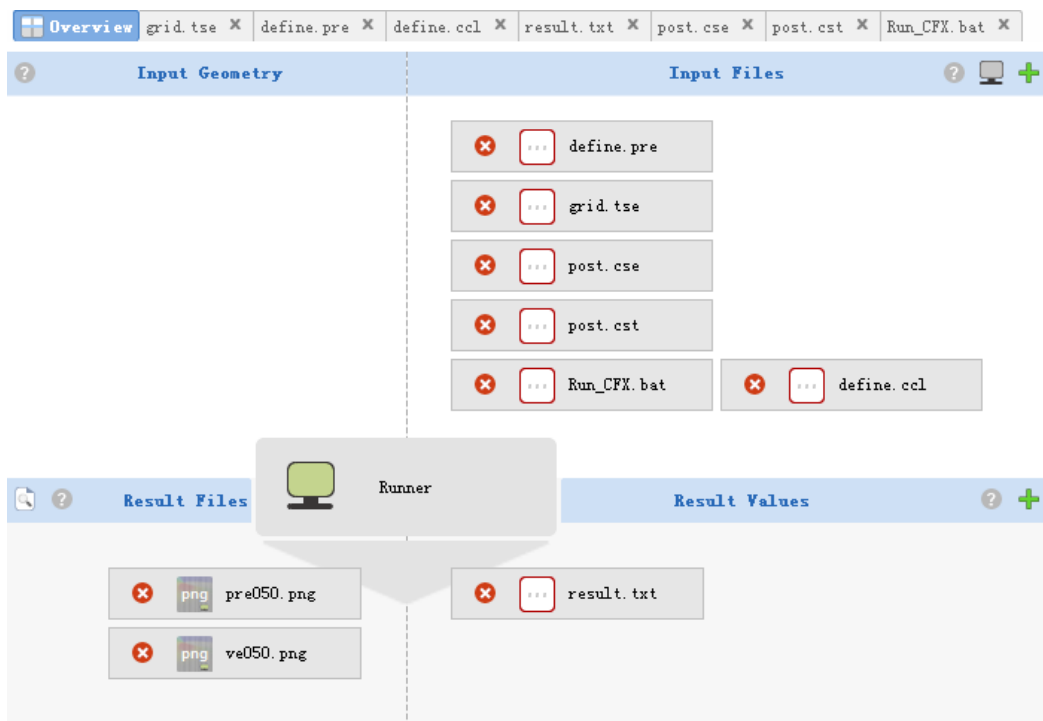 Overview grid.tse define.pre define.ccl result.txt post.cse post.cst Run_CFX.bat
Input Geometry
Input Files
define.pre
grid.tse
post.cse
post.cst
Run_CFX.bat
define.ccl
Runner
Result Files
Result Values
png pre050.png
result.txt
png ve050.png